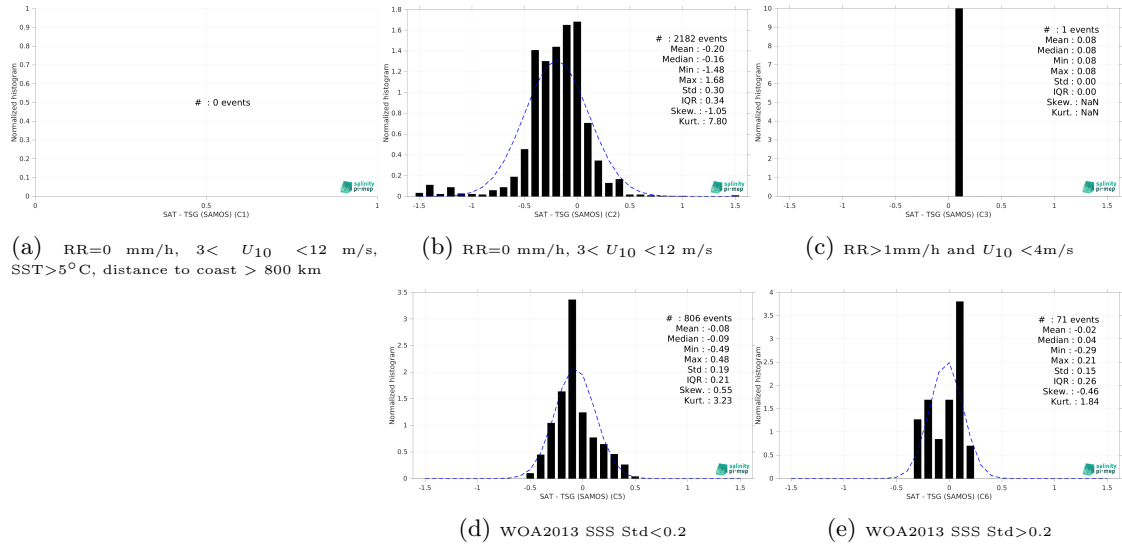 Normalized histogram
1
0.9
0.8
0.7
0.6
0.5
0.4
0.3
0.2
0.1
0
# : 0 events
salinity
pi-mep
0
0.5
1
SAT - TSG (SAMOS) (C1)
(a) RR=0 mm/h, 3< U10 <12 m/s,
SST>5°C, distance to coast > 800 km
Normalized histogram
1.8
1.6
1.4
1.2
1
0.8
0.6
0.4
0.2
0
# : 2182 events
Mean : -0.20
Median : -0.16
Min : -1.48
Max : 1.68
Std : 0.30
IQR : 0.34
Skew. : -1.05
Kurt. : 7.80
salinity
pi-mep
-1.5
-1
-0.5
0
0.5
1
1.5
SAT - TSG (SAMOS) (C2)
(b) RR=0 mm/h, 3< U10 <12 m/s
Normalized histogram
10
9
8
7
6
5
4
3
2
1
0
# : 1 events
Mean : 0.08
Median : 0.08
Min : 0.08
Max : 0.08
Std : 0.00
IQR : 0.00
Skew. : NaN
Kurt. : NaN
salinity
pi-mep
-1.5
-1
-0.5
0
0.5
1
1.5
SAT - TSG (SAMOS) (C3)
(c) RR>1mm/h and U10 <4m/s
Normalized histogram
3.5
3
2.5
2
1.5
1
0.5
0
# : 806 events
Mean : -0.08
Median : -0.09
Min : -0.49
Max : 0.48
Std : 0.19
IQR : 0.21
Skew. : 0.55
Kurt. : 3.23
salinity
pi-mep
-1.5
-1
-0.5
0
0.5
1
1.5
SAT - TSG (SAMOS) (C5)
(d) WOA2013 SSS Std<0.2
Normalized histogram
4
3.5
3
2.5
2
1.5
1
0.5
0
# : 71 events
Mean : -0.02
Median : 0.04
Min : -0.29
Max : 0.21
Std : 0.15
IQR : 0.26
Skew. : -0.46
Kurt. : 1.84
salinity
pi-mep
-1.5
-1
-0.5
0
0.5
1
1.5
SAT - TSG (SAMOS) (C6)
(e) WOA2013 SSS Std>0.2